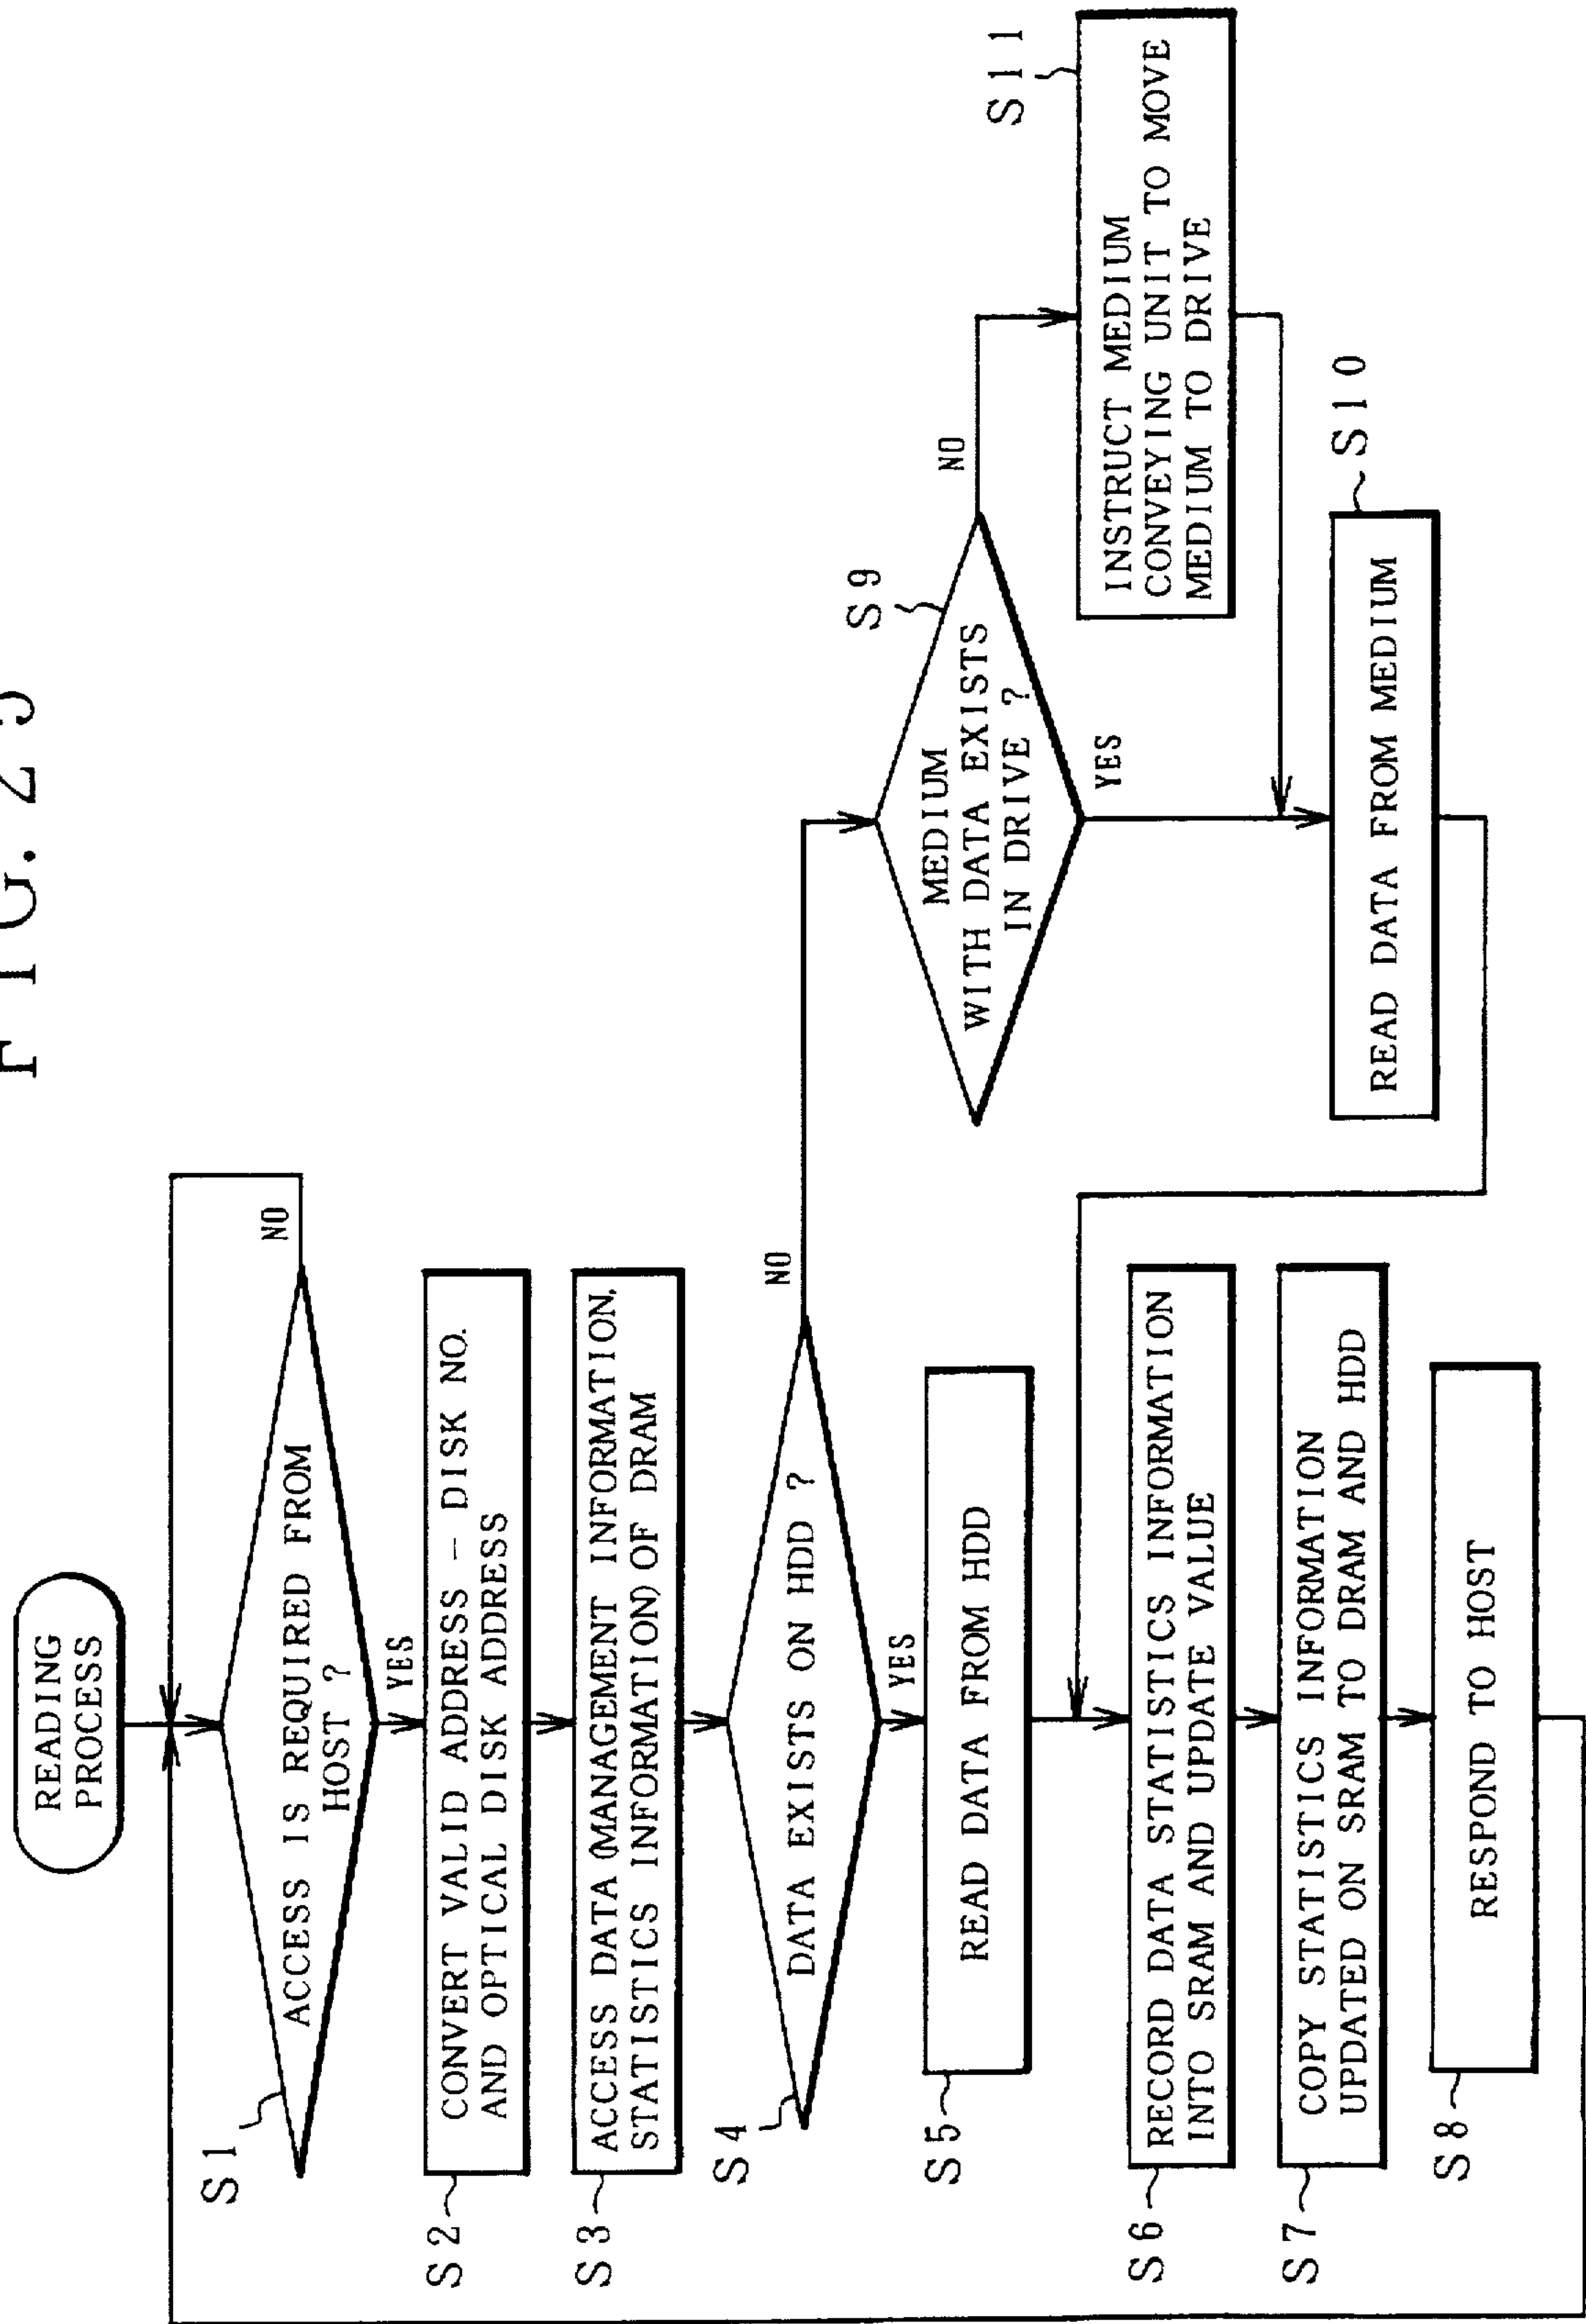 FIG. 25
READING
PROCESS
S1
ACCESS IS REQUIRED FROM
HOST ?
NO
YES
S2
CONVERT VALID ADDRESS - DISK NO.
AND OPTICAL DISK ADDRESS
S3
ACCESS DATA (MANAGEMENT INFORMATION,
STATISTICS INFORMATION) OF DRAM
S4
DATA EXISTS ON HDD ?
NO
YES
S5
READ DATA FROM HDD
S6
RECORD DATA STATISTICS INFORMATION
INTO SRAM AND UPDATE VALUE
S7
COPY STATISTICS INFORMATION
UPDATED ON SRAM TO DRAM AND HDD
S8
RESPOND TO HOST
S9
MEDIUM
WITH DATA EXISTS
IN DRIVE ?
NO
YES
S11
INSTRUCT MEDIUM
CONVEYING UNIT TO MOVE
MEDIUM TO DRIVE
S10
READ DATA FROM MEDIUM